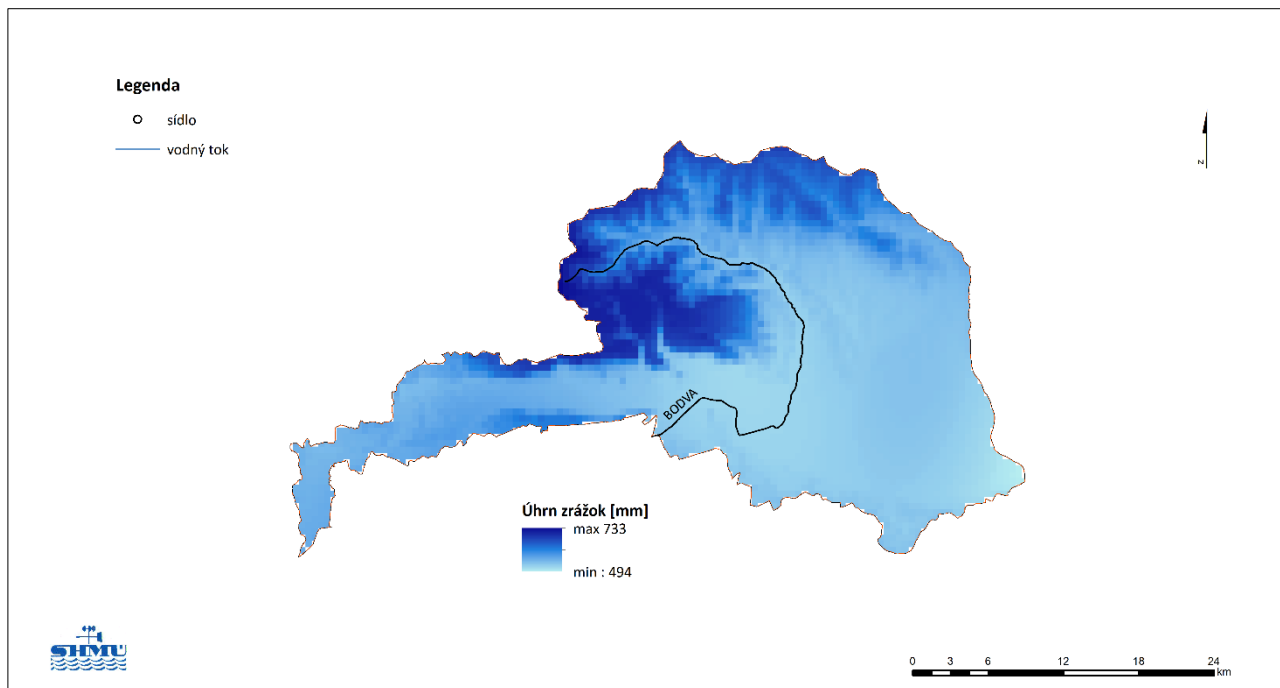 Legenda
sídlo
vodný tok
z
BODVA
Úhrn zrážok [mm]
max 733
min : 494
SHMÚ
0 3 6 12 18 24
km